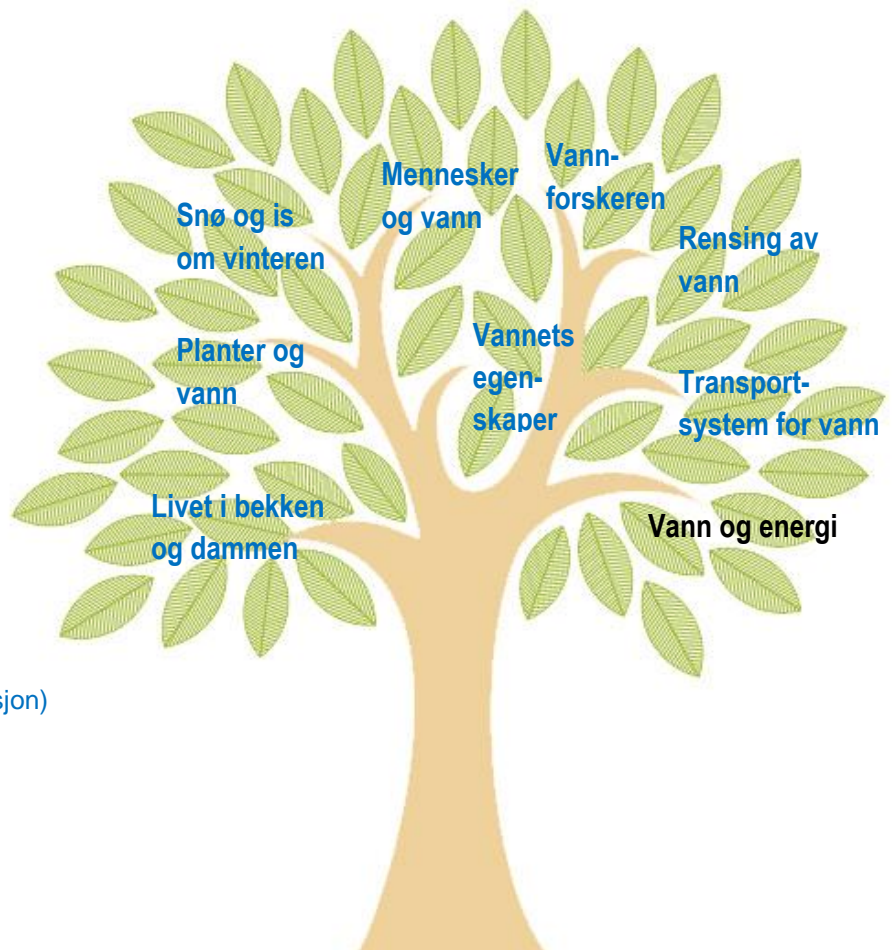 Vann-
forskeren
Mennesker
og vann
Snø og is
om vinteren
Rensing av
vann
Vannets
egen-
skaper
Planter og
vann
Transport-
system for vann
Livet i bekken
og dammen
Vann og energi
sjon)